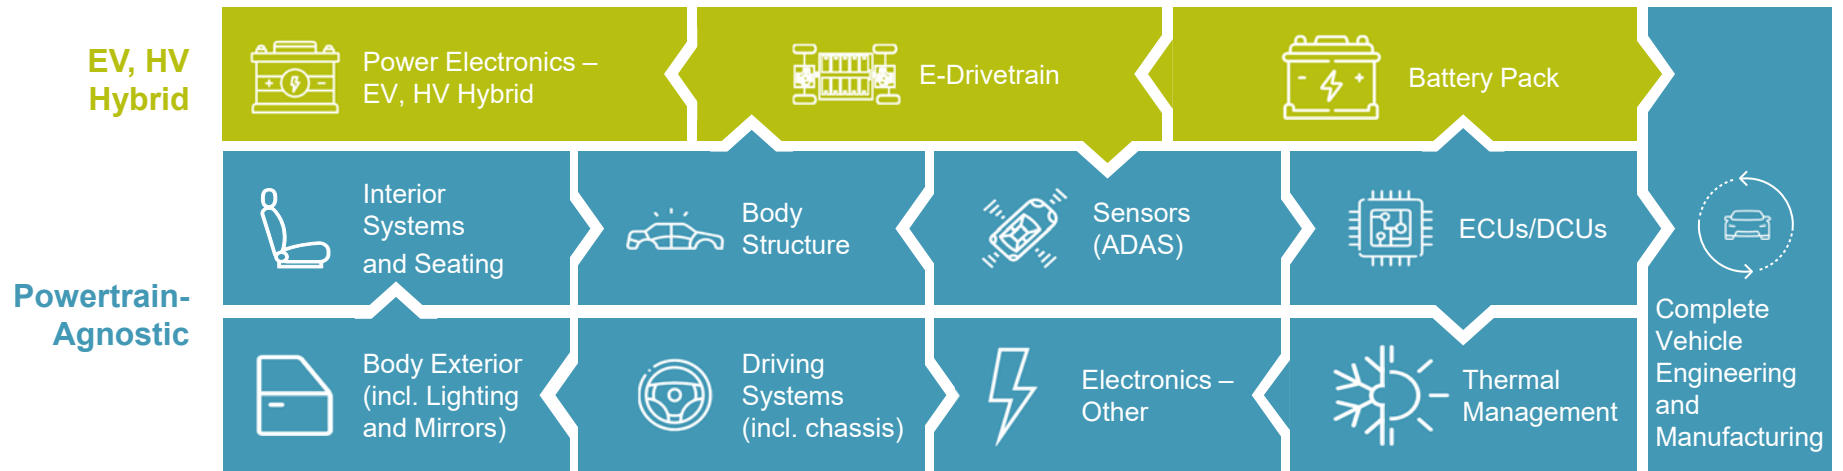 EV, HV
Hybrid
Power Electronics –
EV, HV Hybrid
E-Drivetrain
Battery Pack
Powertrain-
Agnostic
Interior
Systems
and Seating
Body
Structure
Sensors
(ADAS)
ECUs/DCUs
Body Exterior
(incl. Lighting
and Mirrors)
Driving
Systems
(incl. chassis)
Electronics –
Other
Thermal
Management
Complete
Vehicle
Engineering
and
Manufacturing